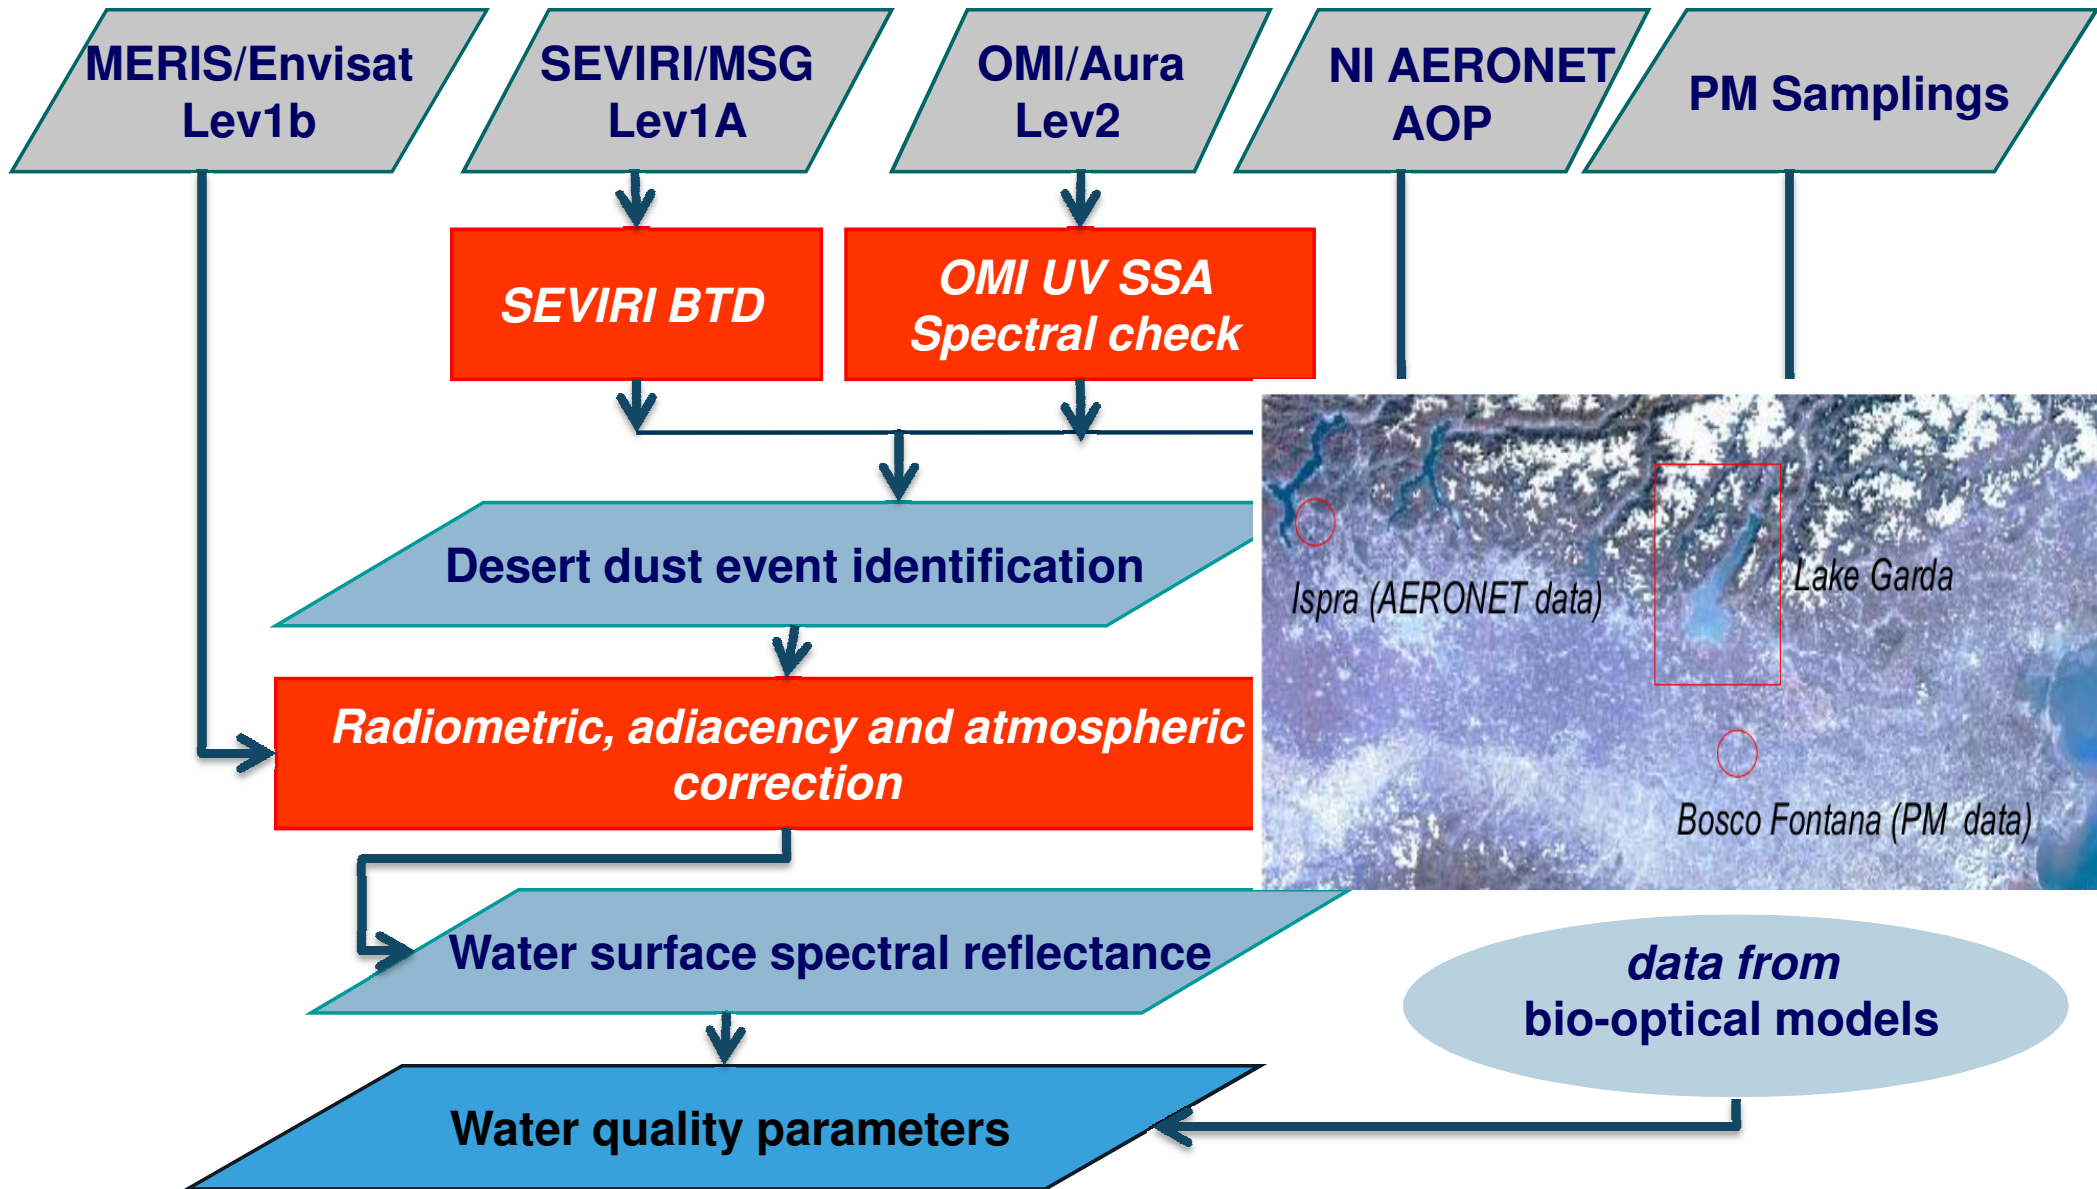 MERIS/Envisat
Lev1b
SEVIRI/MSG
Lev1A
OMI/Aura
Lev2
NI AERONET
AOP
PM Samplings
SEVIRI BTD
OMI UV SSA
Spectral check
Desert dust event identification
Ispra (AERONET data)
Lake Garda
Radiometric, adiacency and atmospheric
correction
Bosco Fontana (PM data)
Water surface spectral reflectance
data from
bio-optical models
Water quality parameters